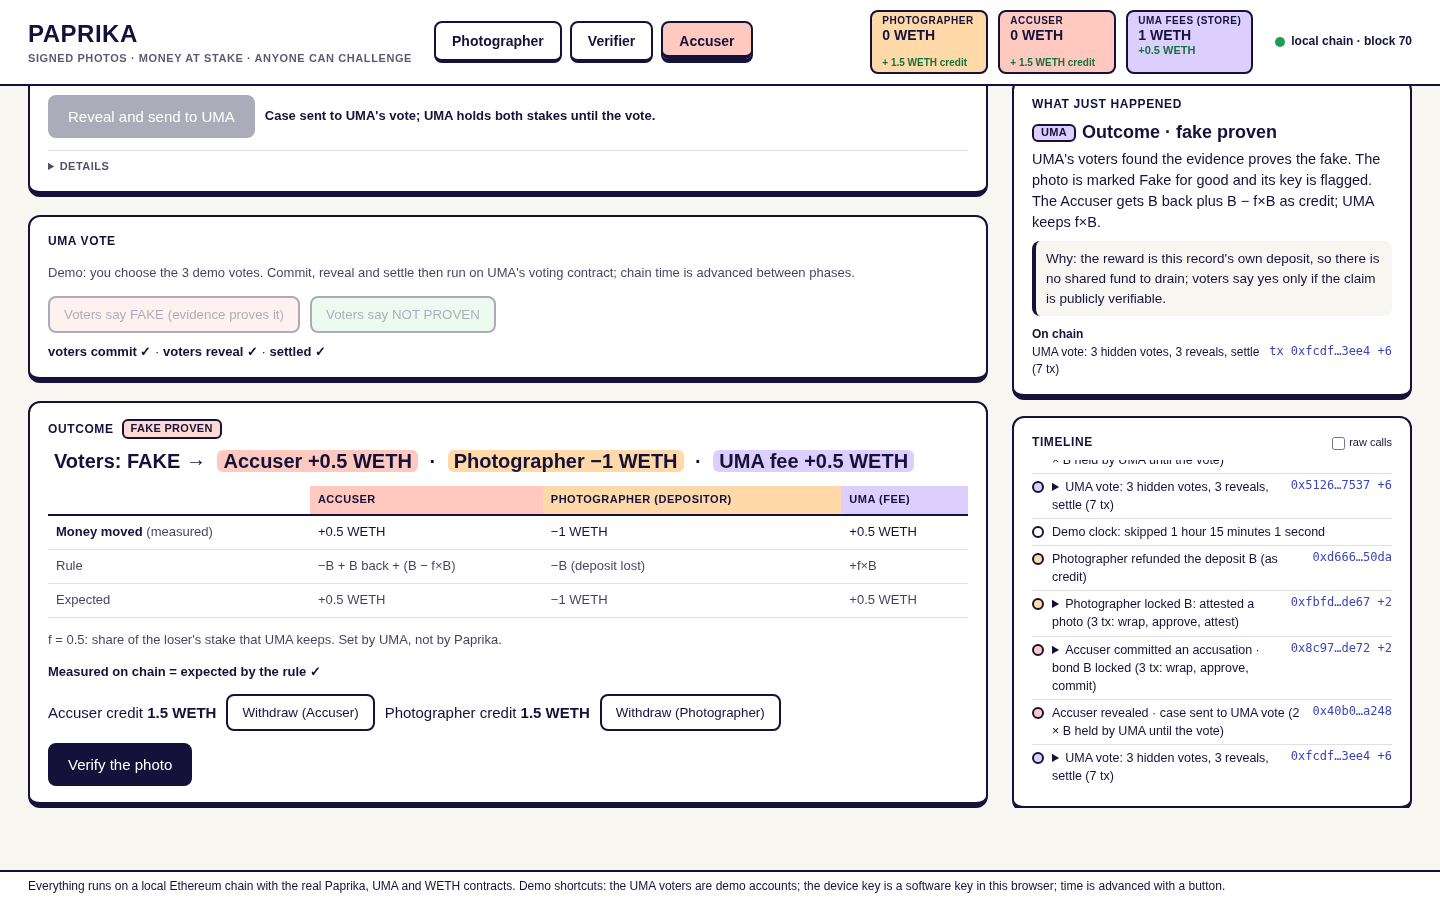 PAPRIKA
SIGNED PHOTOS · MONEY AT STAKE · ANYONE CAN CHALLENGE
Photographer
Verifier
Accuser
PHOTOGRAPHER
0 WETH
+ 1.5 WETH credit
ACCUSER
0 WETH
+ 1.5 WETH credit
UMA FEES (STORE)
1 WETH
+0.5 WETH
local chain · block 70
Reveal and send to UMA
Case sent to UMA's vote; UMA holds both stakes until the vote.
DETAILS
UMA VOTE
Demo: you choose the 3 demo votes. Commit, reveal and settle then run on UMA's voting contract; chain time is advanced between phases.
Voters say FAKE (evidence proves it)
Voters say NOT PROVEN
voters commit ✓ · voters reveal ✓ · settled ✓
OUTCOME FAKE PROVEN
Voters: FAKE → Accuser +0.5 WETH · Photographer −1 WETH · UMA fee +0.5 WETH
ACCUSER PHOTOGRAPHER (DEPOSITOR) UMA (FEE)
Money moved (measured) +0.5 WETH −1 WETH +0.5 WETH
Rule −B + B back + (B − f×B) −B (deposit lost) +f×B
Expected +0.5 WETH −1 WETH +0.5 WETH
f = 0.5: share of the loser's stake that UMA keeps. Set by UMA, not by Paprika.
Measured on chain = expected by the rule ✓
Accuser credit 1.5 WETH Withdraw (Accuser) Photographer credit 1.5 WETH Withdraw (Photographer)
Verify the photo
WHAT JUST HAPPENED
UMA Outcome · fake proven
UMA's voters found the evidence proves the fake. The
photo is marked Fake for good and its key is flagged.
The Accuser gets B back plus B − f×B as credit; UMA
keeps f×B.
Why: the reward is this record's own deposit, so there is
no shared fund to drain; voters say yes only if the claim
is publicly verifiable.
On chain
UMA vote: 3 hidden votes, 3 reveals, settle tx 0xfcdf…3ee4 +6
(7 tx)
TIMELINE
raw calls
× B held by UMA until the vote)
UMA vote: 3 hidden votes, 3 reveals, 0x5126…7537 +6
settle (7 tx)
Demo clock: skipped 1 hour 15 minutes 1 second
Photographer refunded the deposit B (as 0xd666…50da
credit)
Photographer locked B: attested a 0xfbfd…de67 +2
photo (3 tx: wrap, approve, attest)
Accuser committed an accusation · 0x8c97…de72 +2
bond B locked (3 tx: wrap, approve,
commit)
Accuser revealed · case sent to UMA vote (2 0x40b0…a248
× B held by UMA until the vote)
UMA vote: 3 hidden votes, 3 reveals, 0xfcdf…3ee4 +6
settle (7 tx)
Everything runs on a local Ethereum chain with the real Paprika, UMA and WETH contracts. Demo shortcuts: the UMA voters are demo accounts; the device key is a software key in this browser; time is advanced with a button.